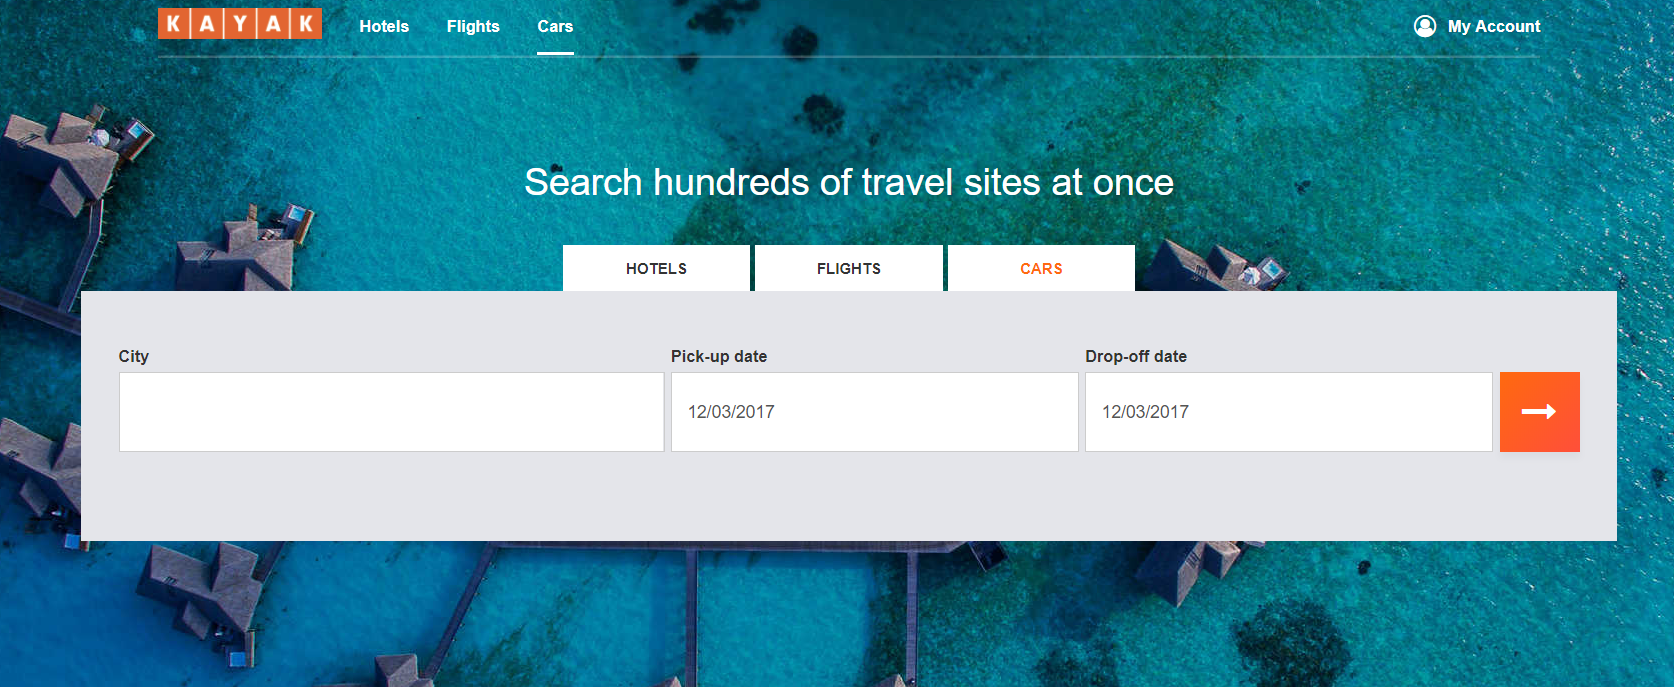 KAYAK Hotels Flights Cars My Account
Search hundreds of travel sites at once
HOTELS FLIGHTS CARS
City Pick-up date Drop-off date
12/03/2017 12/03/2017